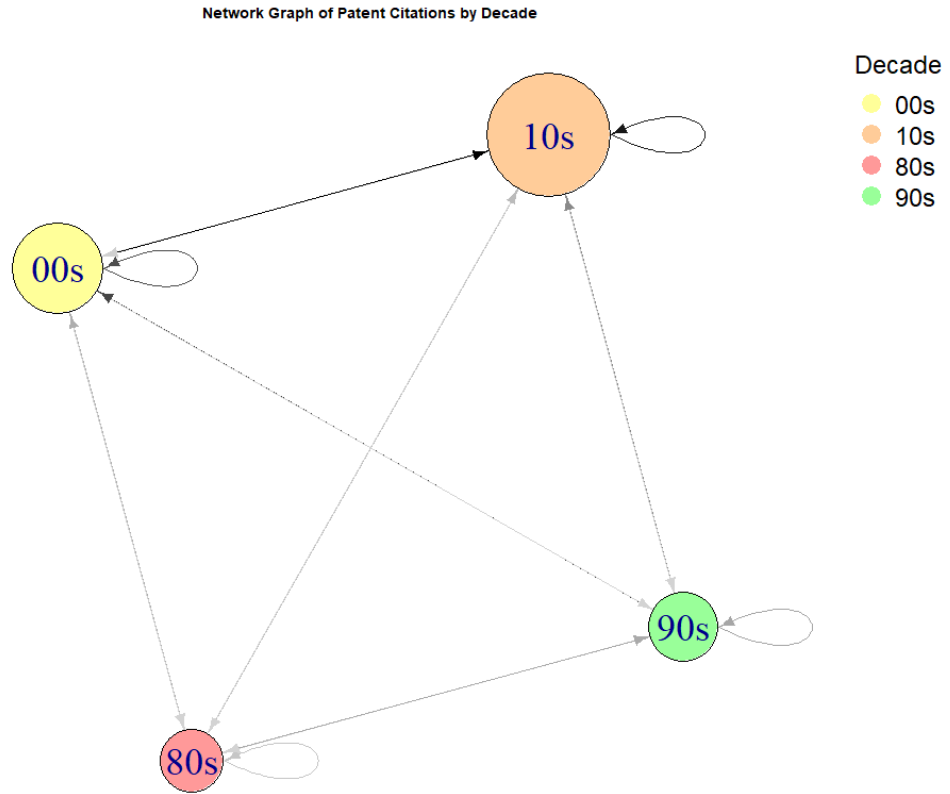 Network Graph of Patent Citations by Decade
Decade
00s
10s
80s
90s
10s
00s
90s
80s